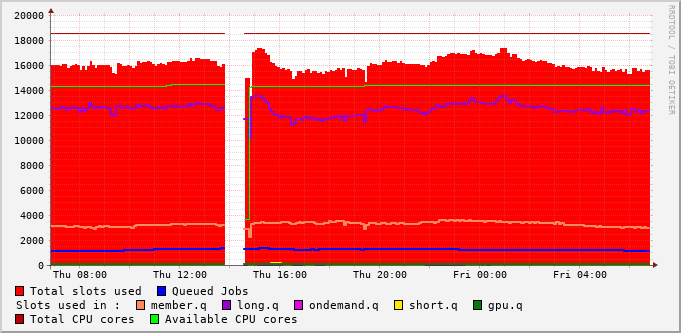 20000
18000
16000
14000
12000
10000
8000
6000
4000
2000
0
Thu 08:00 Thu 12:00 Thu 16:00 Thu 20:00 Fri 00:00 Fri 04:00
RRDTOOL / TOBI OETIKER
Total slots used Queued Jobs
Slots used in : member.q long.q ondemand.q short.q gpu.q
Total CPU cores Available CPU cores